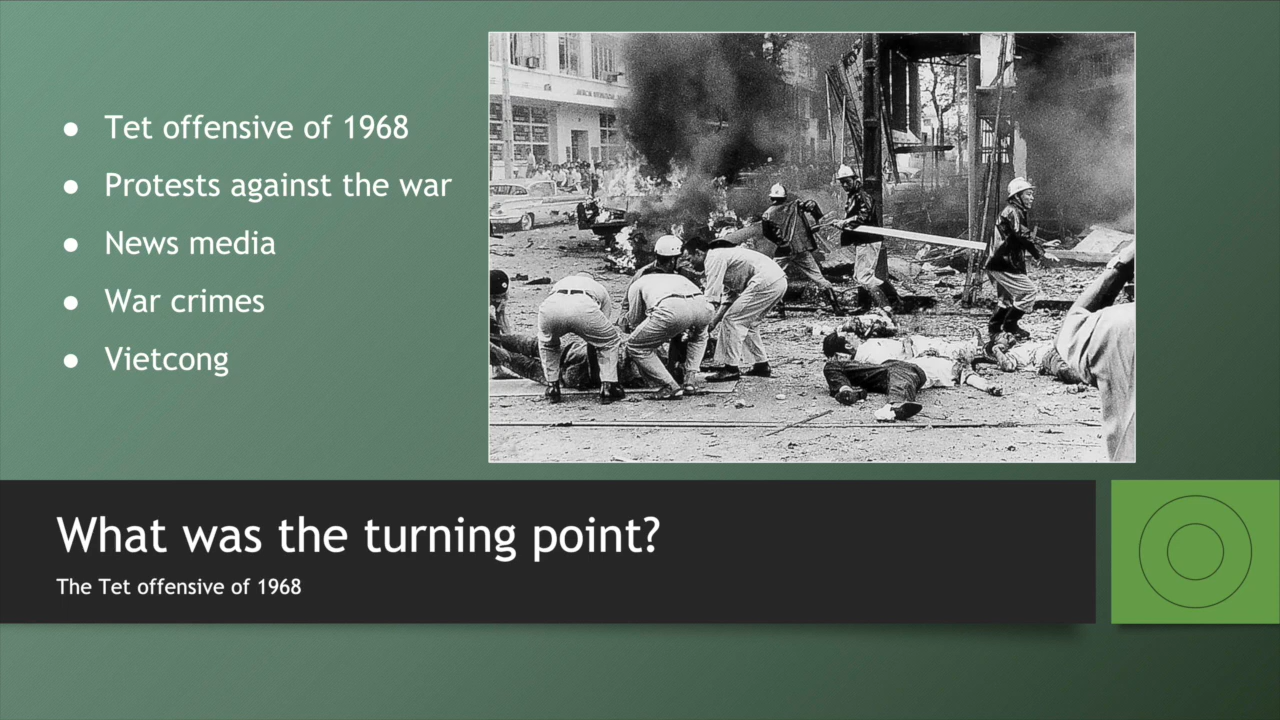 Tet offensive of 1968
Protests against the war
News media
War crimes
Vietcong
What was the turning point?
The Tet offensive of 1968